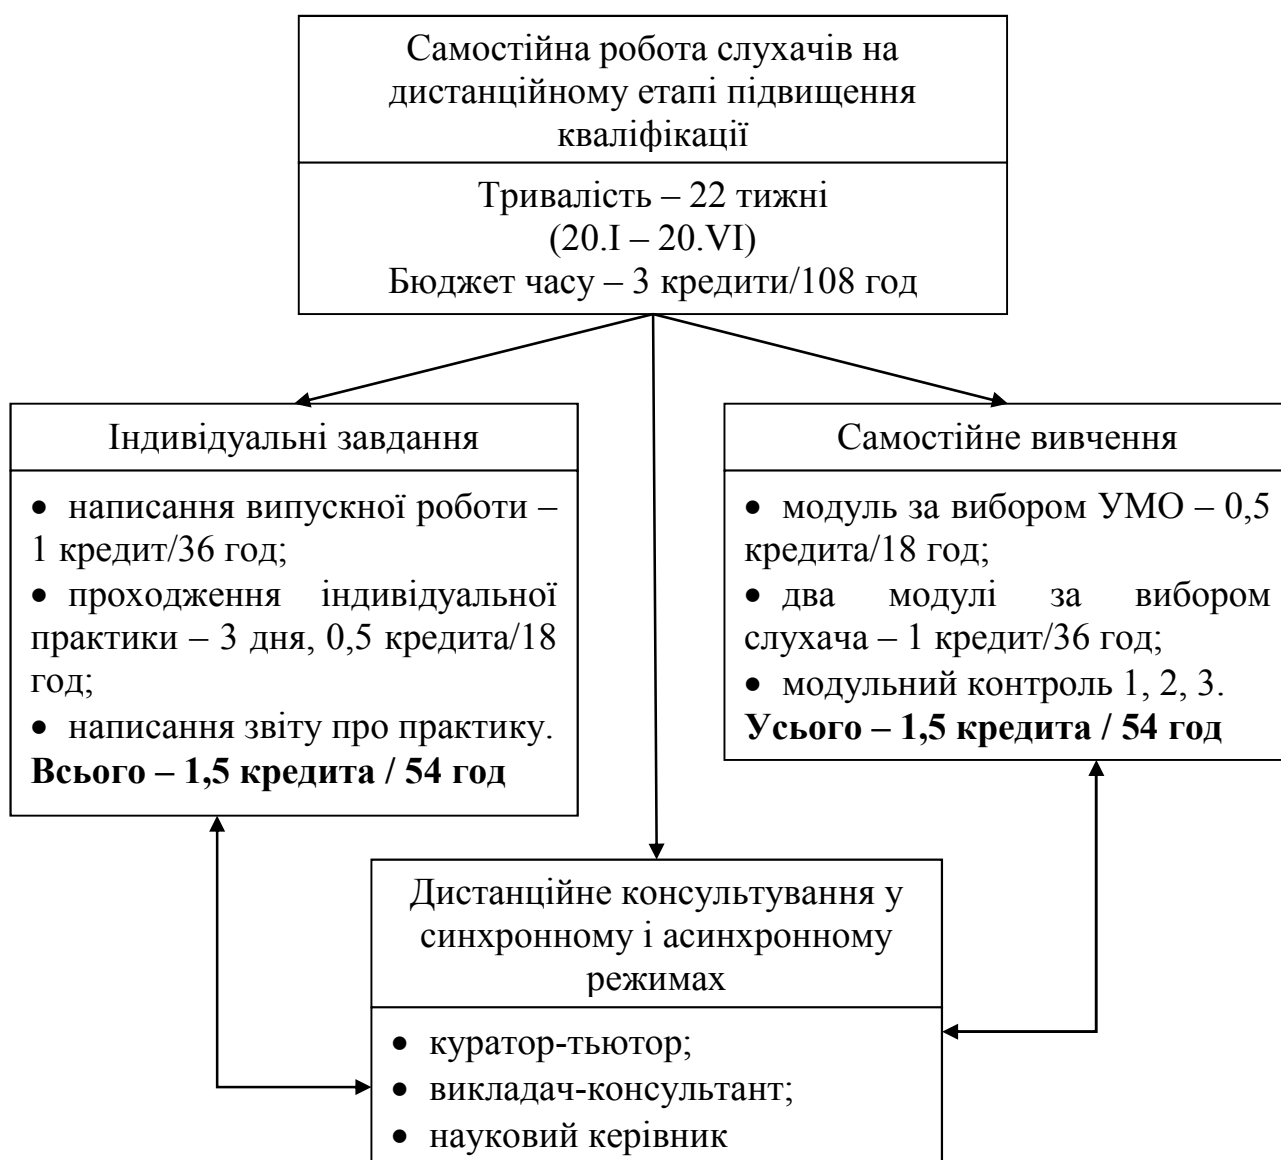 Самостійна робота слухачів на
дистанційному етапі підвищення
кваліфікації
Тривалість – 22 тижні
(20.I – 20.VI)
Бюджет часу – 3 кредити/108 год
Індивідуальні завдання
• написання випускної роботи –
1 кредит/36 год;
• проходження індивідуальної
практики – 3 дня, 0,5 кредита/18
год;
• написання звіту про практику.
Всього – 1,5 кредита / 54 год
Самостійне вивчення
• модуль за вибором УМО – 0,5
кредита/18 год;
• два модулі за вибором
слухача – 1 кредит/36 год;
• модульний контроль 1, 2, 3.
Усього – 1,5 кредита / 54 год
Дистанційне консультування у
синхронному і асинхронному
режимах
• куратор-тьютор;
• викладач-консультант;
• науковий керівник